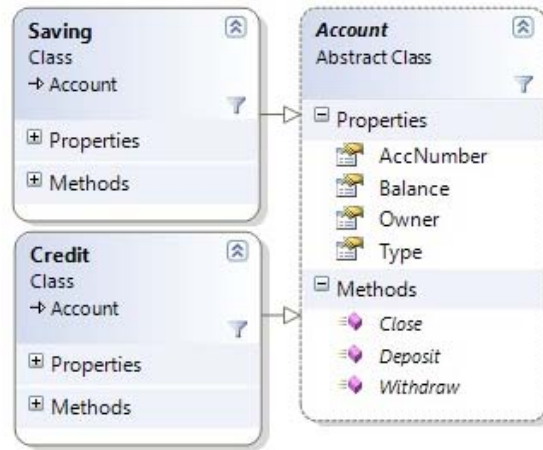 Saving
Class
Account
Properties
Methods
Credit
Class
Account
Properties
Methods
Account
Abstract Class
Properties
AccNumber
Balance
Owner
Type
Methods
Close
Deposit
Withdraw